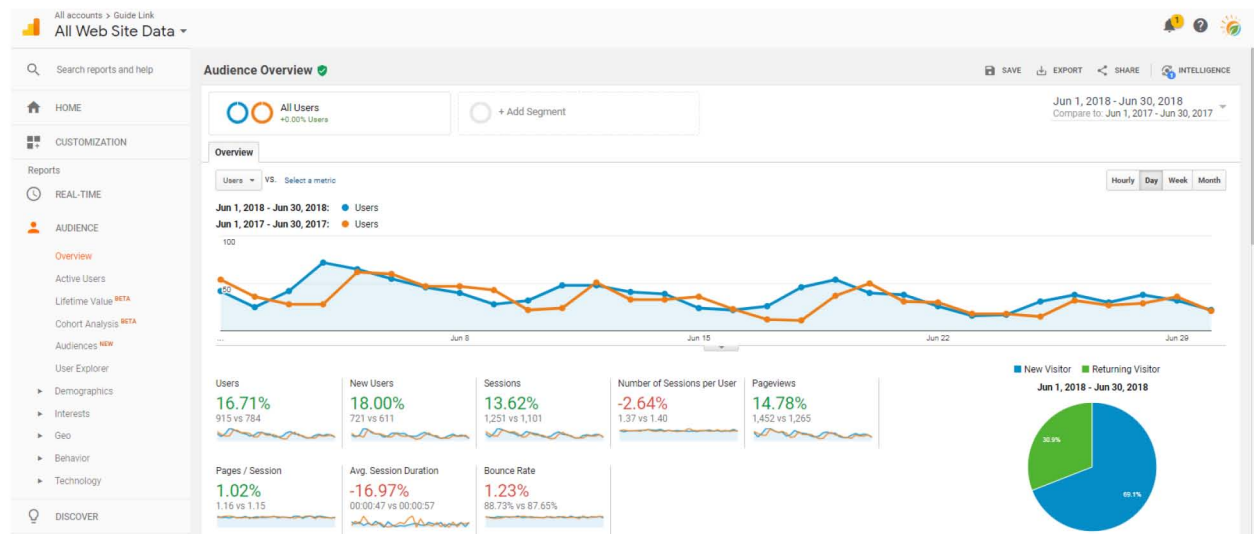 All accounts > Guide Link
All Web Site Data
1
Search reports and help
Audience Overview
SAVE EXPORT SHARE INTELLIGENCE
1
HOME
CUSTOMIZATION
Reports
REAL-TIME
AUDIENCE
Overview
Active Users
Lifetime Value BETA
Cohort Analysis BETA
Audiences NEW
User Explorer
Demographics
Interests
Geo
Behavior
Technology
DISCOVER
All Users
+0.00% Users
+ Add Segment
Jun 1, 2018 - Jun 30, 2018
Compare to: Jun 1, 2017 - Jun 30, 2017
Overview
Users VS. Select a metric
Hourly Day Week Month
Jun 1, 2018 - Jun 30, 2018: Users
Jun 1, 2017 - Jun 30, 2017: Users
100
50
... Jun 8 Jun 15 Jun 22 Jun 29
Users
16.71%
915 vs 784
New Users
18.00%
721 vs 611
Sessions
13.62%
1,251 vs 1,101
Number of Sessions per User
-2.64%
1.37 vs 1.40
Pageviews
14.78%
1,452 vs 1,265
Pages / Session
1.02%
1.16 vs 1.15
Avg. Session Duration
-16.97%
00:00:47 vs 00:00:57
Bounce Rate
1.23%
88.73% vs 87.65%
New Visitor Returning Visitor
Jun 1, 2018 - Jun 30, 2018
30.9%
69.1%